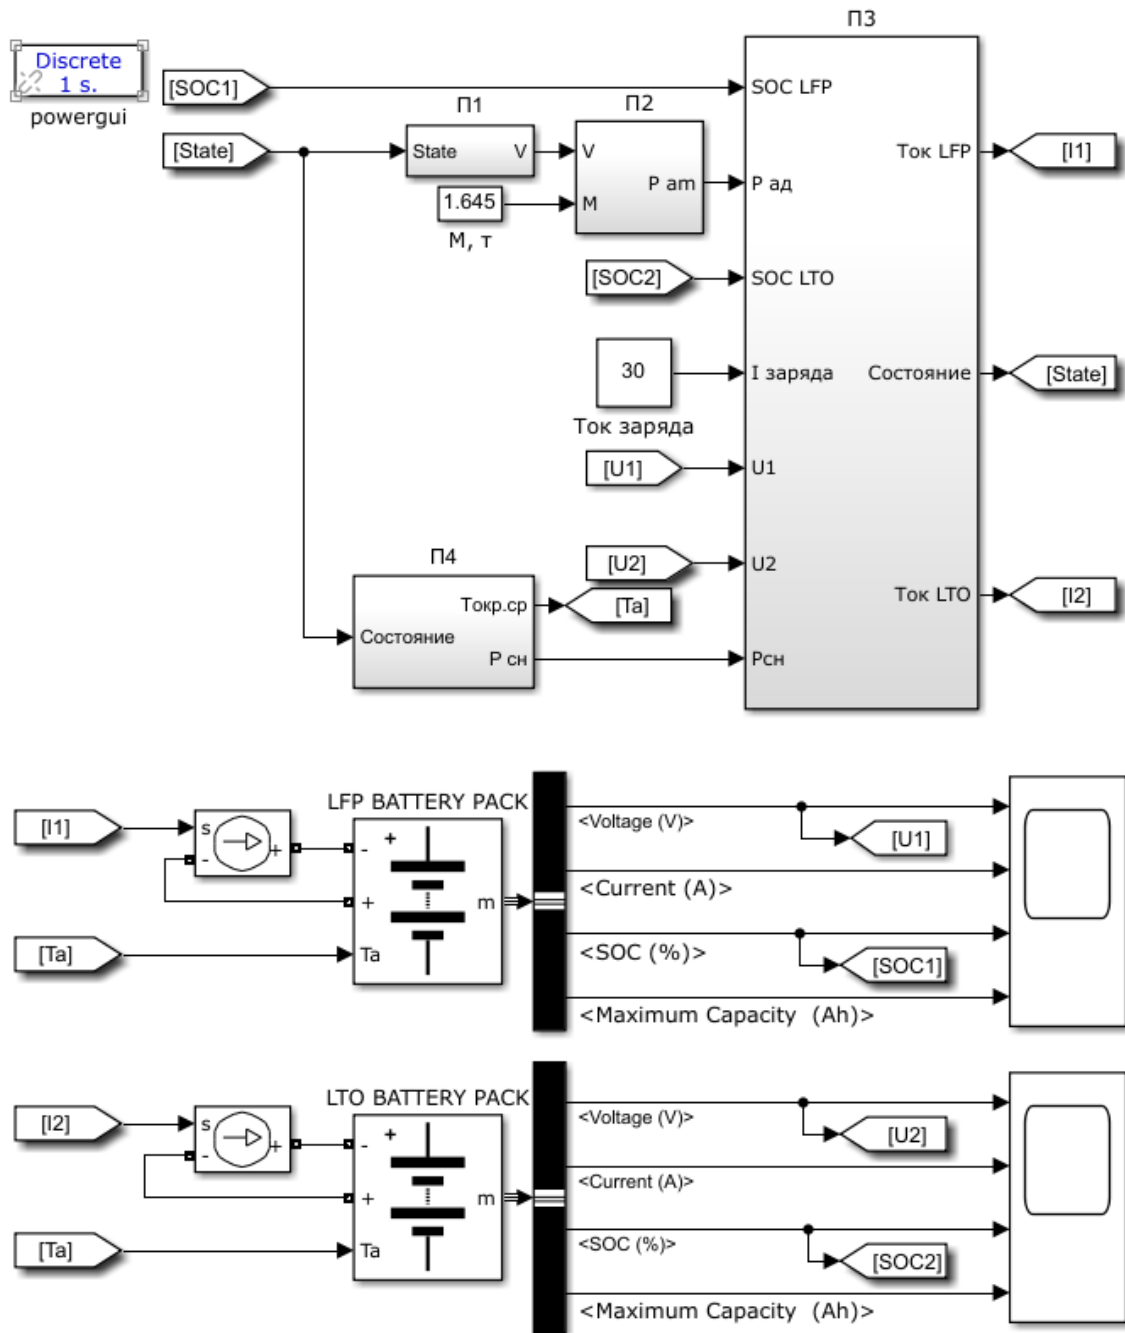 П3
Discrete
1 s.
powergui
[SOC1]
SOC LFP
П1
П2
[State]
State
V
V
P am
M
1.645
М, т
Р ад
Ток LFP
[I1]
[SOC2]
SOC LTO
30
I заряда
Состояние
[State]
Ток заряда
[U1]
U1
П4
[U2]
U2
Токр.ср
[Ta]
Ток LTO
[I2]
Состояние
Р сн
Рсн
LFP BATTERY PACK
[I1]
s
-
+
-
+
+
m
Ta
[Ta]
<Voltage (V)>
[U1]
<Current (A)>
<SOC (%)>
[SOC1]
<Maximum Capacity (Ah)>
LTO BATTERY PACK
[I2]
s
-
+
-
+
+
m
Ta
[Ta]
<Voltage (V)>
[U2]
<Current (A)>
<SOC (%)>
[SOC2]
<Maximum Capacity (Ah)>